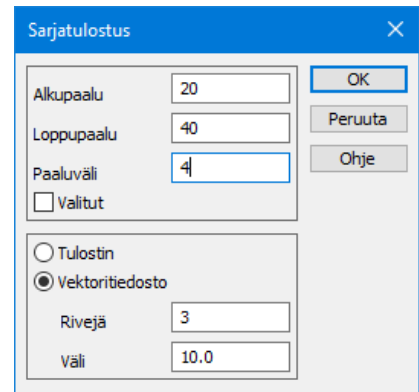 Sarjatulostus
Alkupaalu 20
Loppupaalu 40
Paaluväli 4
Valitut
OK
Peruuta
Ohje
Tulostin
Vektoritiedosto
Rivejä 3
Väli 10.0